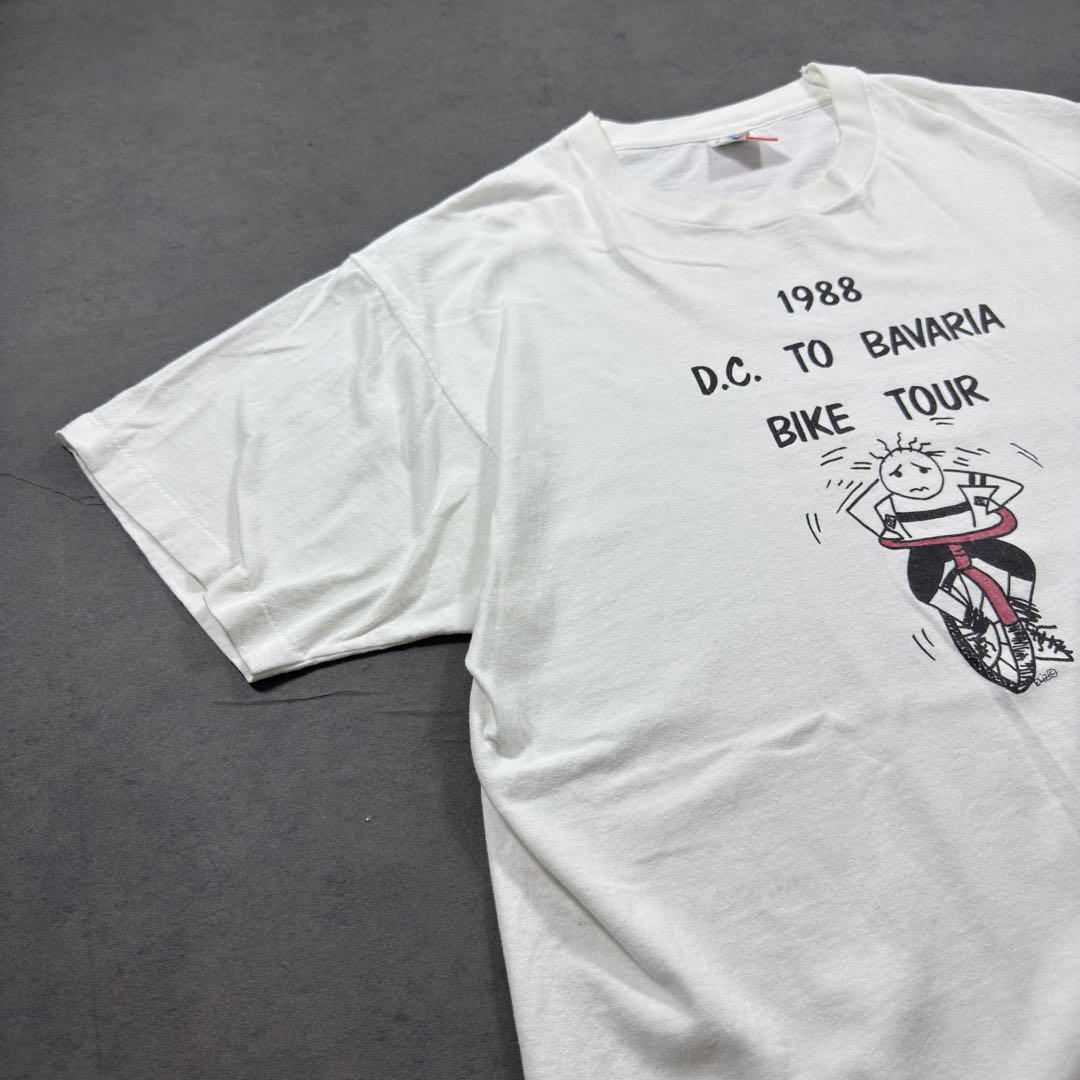 1988
D.C. TO BAVARIA
BIKE TOUR